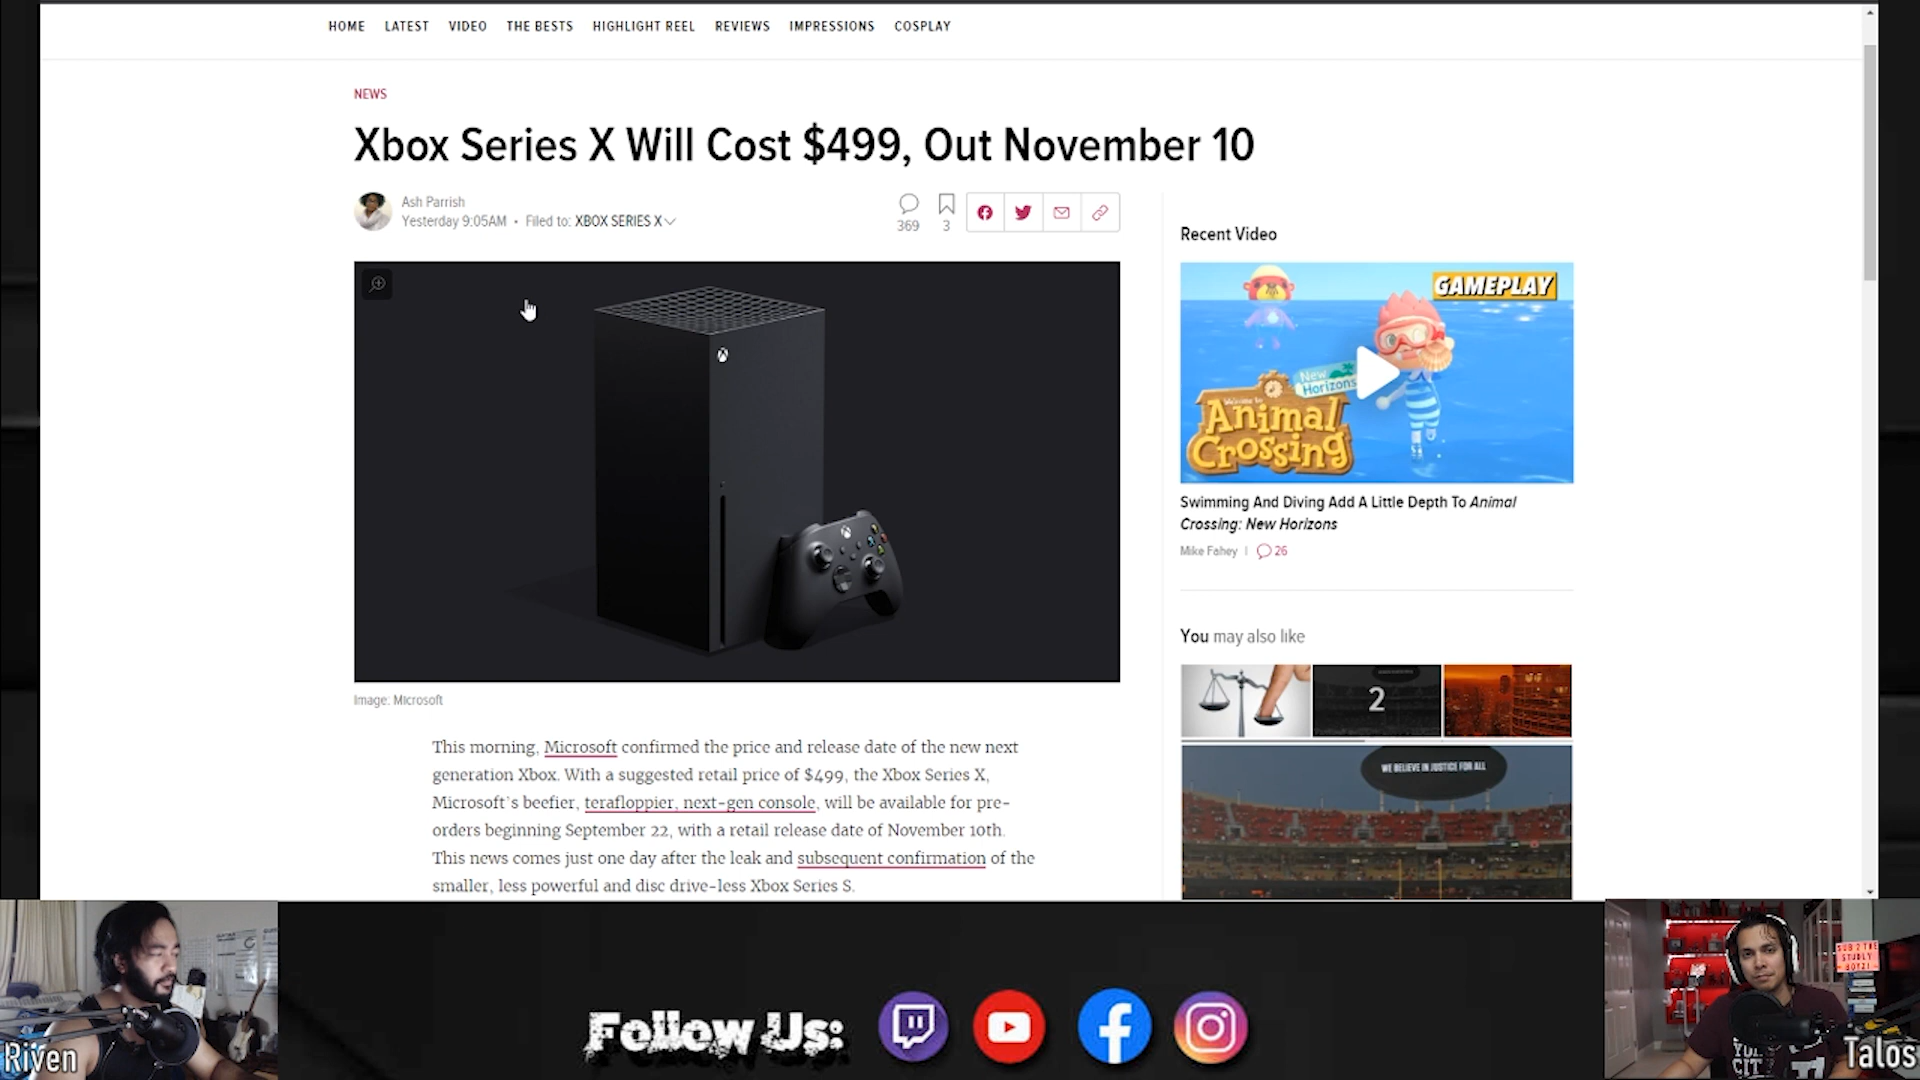 HOME LATEST VIDEO THE BESTS HIGHLIGHT REEL REVIEWS IMPRESSIONS COSPLAY
NEWS
Xbox Series X Will Cost $499, Out November 10
Ash Parrish
Yesterday 9:05AM • Filed to: XBOX SERIES X
369
3
Image: Microsoft
This morning, Microsoft confirmed the price and release date of the new next
generation Xbox. With a suggested retail price of $499, the Xbox Series X,
Microsoft's beefier, terafloppier, next-gen console, will be available for pre-
orders beginning September 22, with a retail release date of November 10th.
This news comes just one day after the leak and subsequent confirmation of the
smaller, less powerful and disc drive-less Xbox Series S.
Recent Video
GAMEPLAY
Welcome to
Animal
Crossing
New
Horizons
Swimming And Diving Add A Little Depth To Animal
Crossing: New Horizons
Mike Fahey | 26
You may also like
2
WE BELIEVE IN JUSTICE FOR ALL
Riven
Follow Us:
SUB 2 THE
STUDLY
BOYZ!
Talos